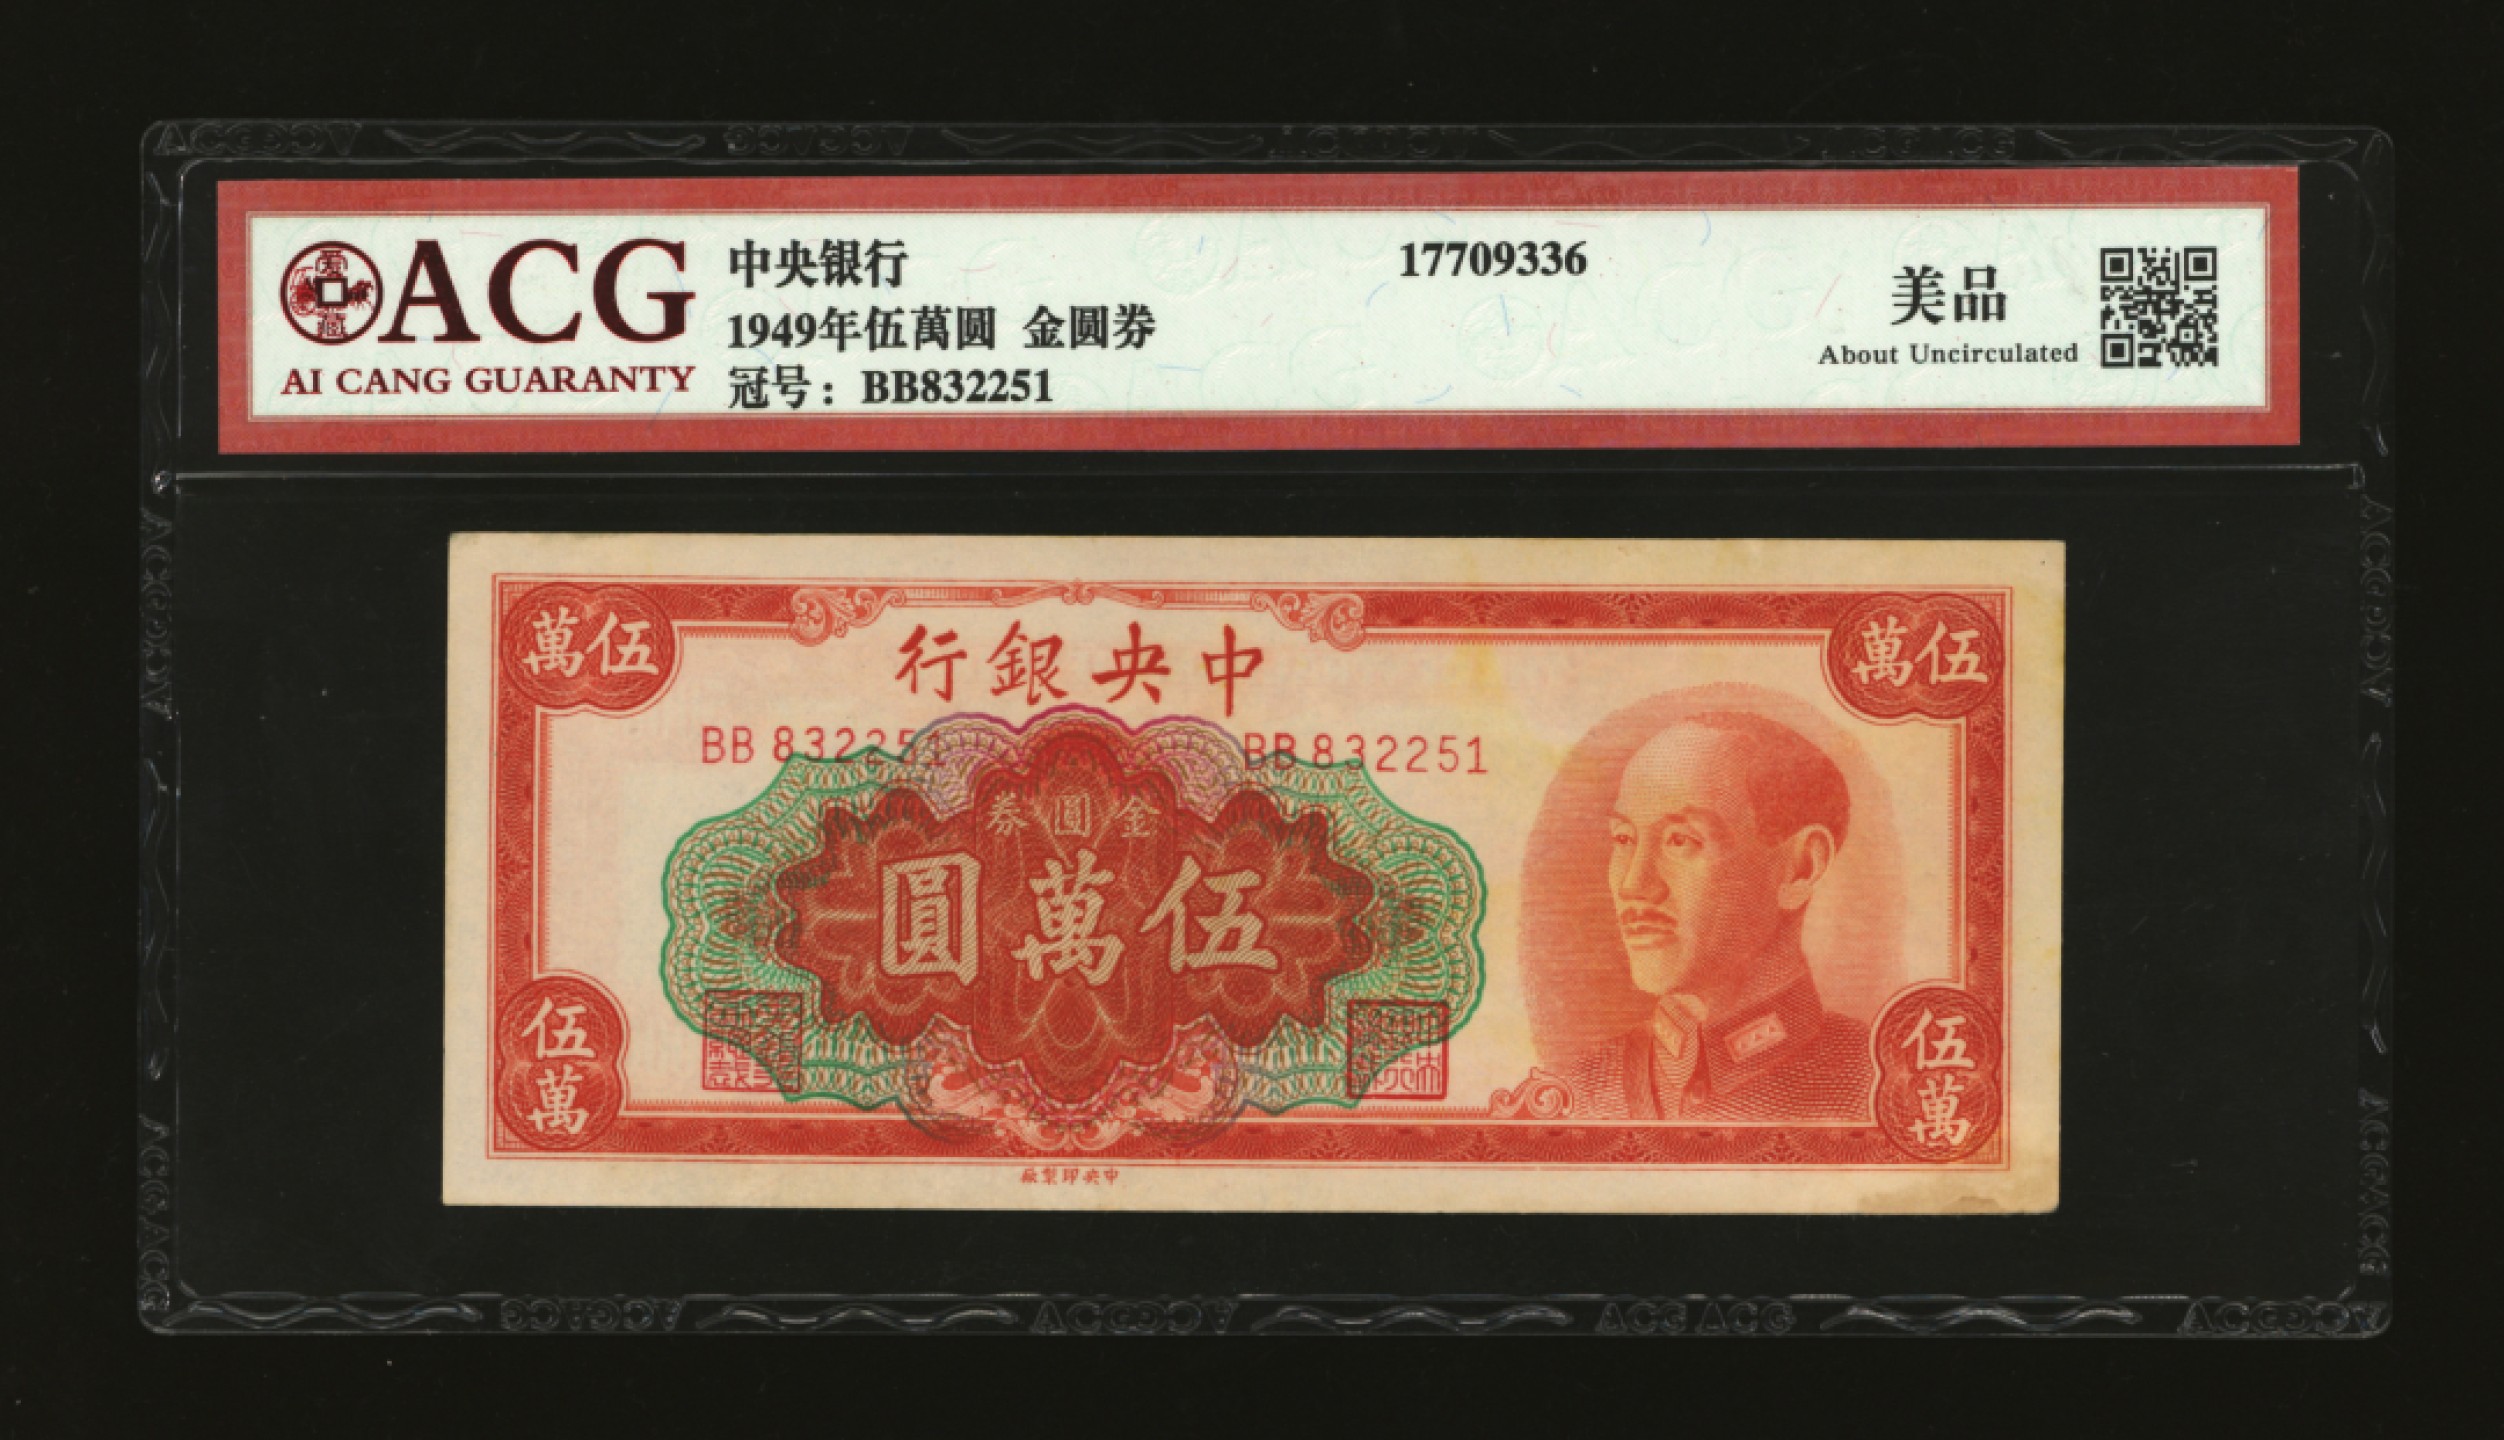 ACG
AI CANG GUARANTY
中央银行
1949年伍萬圆 金圆券
冠号：BB832251
17709336
美品
About Uncirculated
萬伍
萬伍
行銀央中
BB 832251
BB 832251
券圓金
圓萬伍
伍萬
伍萬
廠製印央中